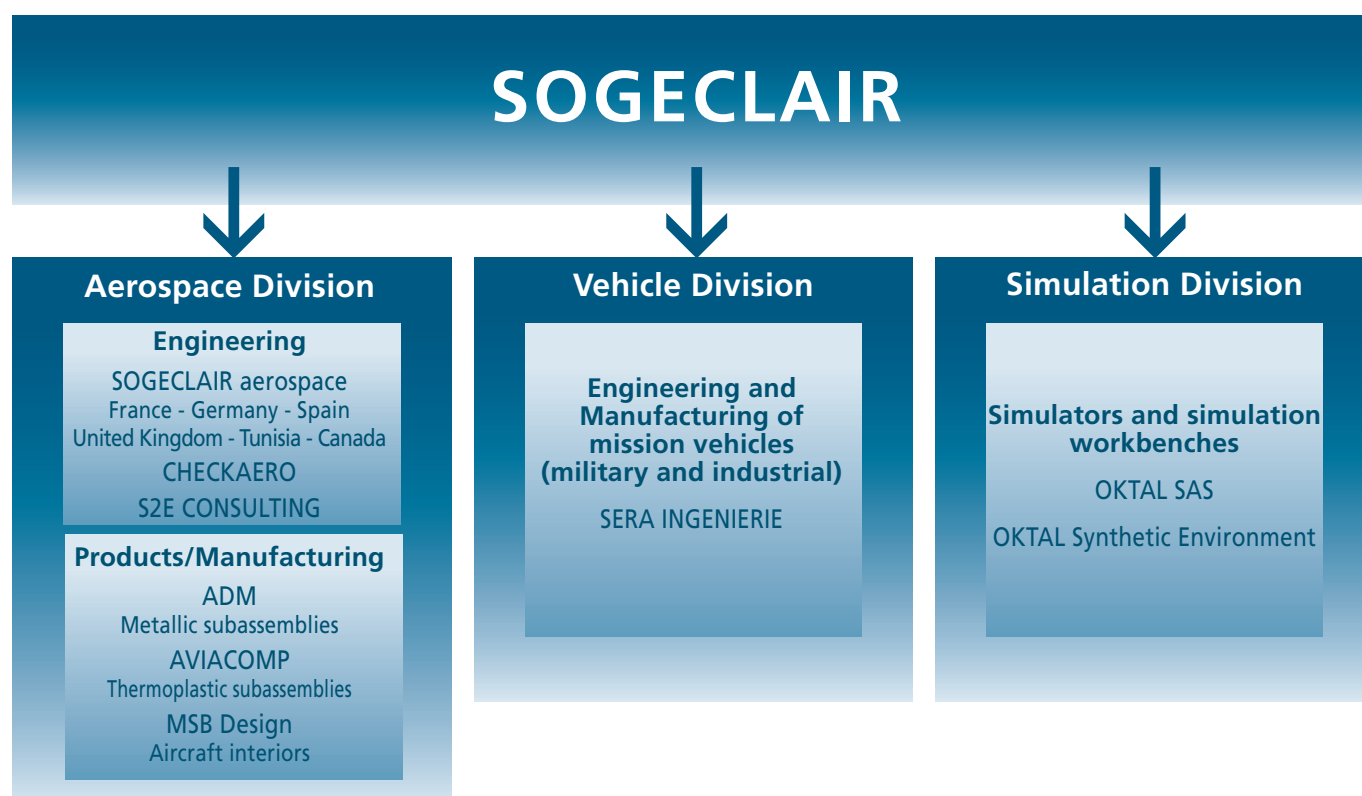 SOGECLAIR
Aerospace Division
Engineering
SOGECLAIR aerospace
France - Germany - Spain
United Kingdom - Tunisia - Canada
CHECKAERO
S2E CONSULTING
Products/Manufacturing
ADM
Metallic subassemblies
AVIACOMP
Thermoplastic subassemblies
MSB Design
Aircraft interiors
Vehicle Division
Engineering and
Manufacturing of
mission vehicles
(military and industrial)
SERA INGENIERIE
Simulation Division
Simulators and simulation
workbenches
OKTAL SAS
OKTAL Synthetic Environment